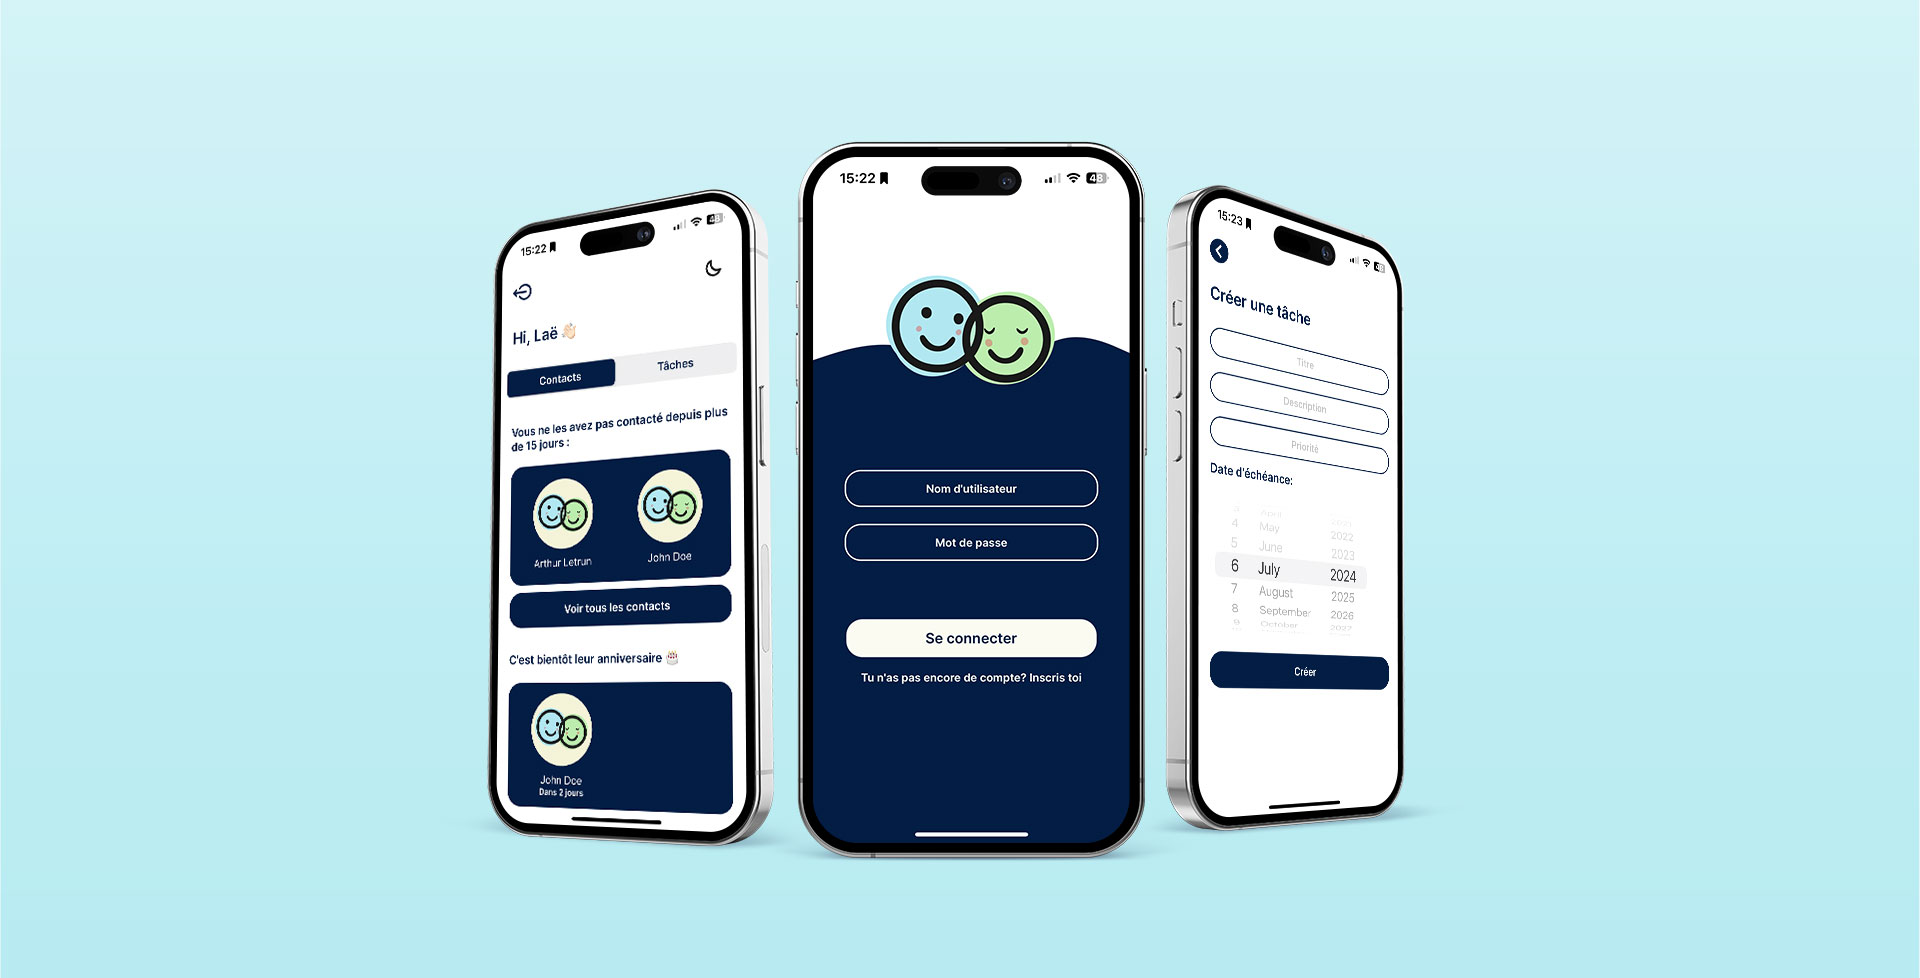 15:22
48
Hi, Laë
Contacts
Tâches
Vous ne les avez pas contacté depuis plus
de 15 jours :
Arthur Letrun
John Doe
Voir tous les contacts
C'est bientôt leur anniversaire
John Doe
Dans 2 jours
15:22
48
Nom d'utilisateur
Mot de passe
Se connecter
Tu n'as pas encore de compte? Inscris toi
15:23
Créer une tâche
Titre
Description
Priorité
Date d'échéance:
April
4 May 2022
5 June 2023
6 July 2024
7 August 2025
8 September 2026
9 October 2027
Créer